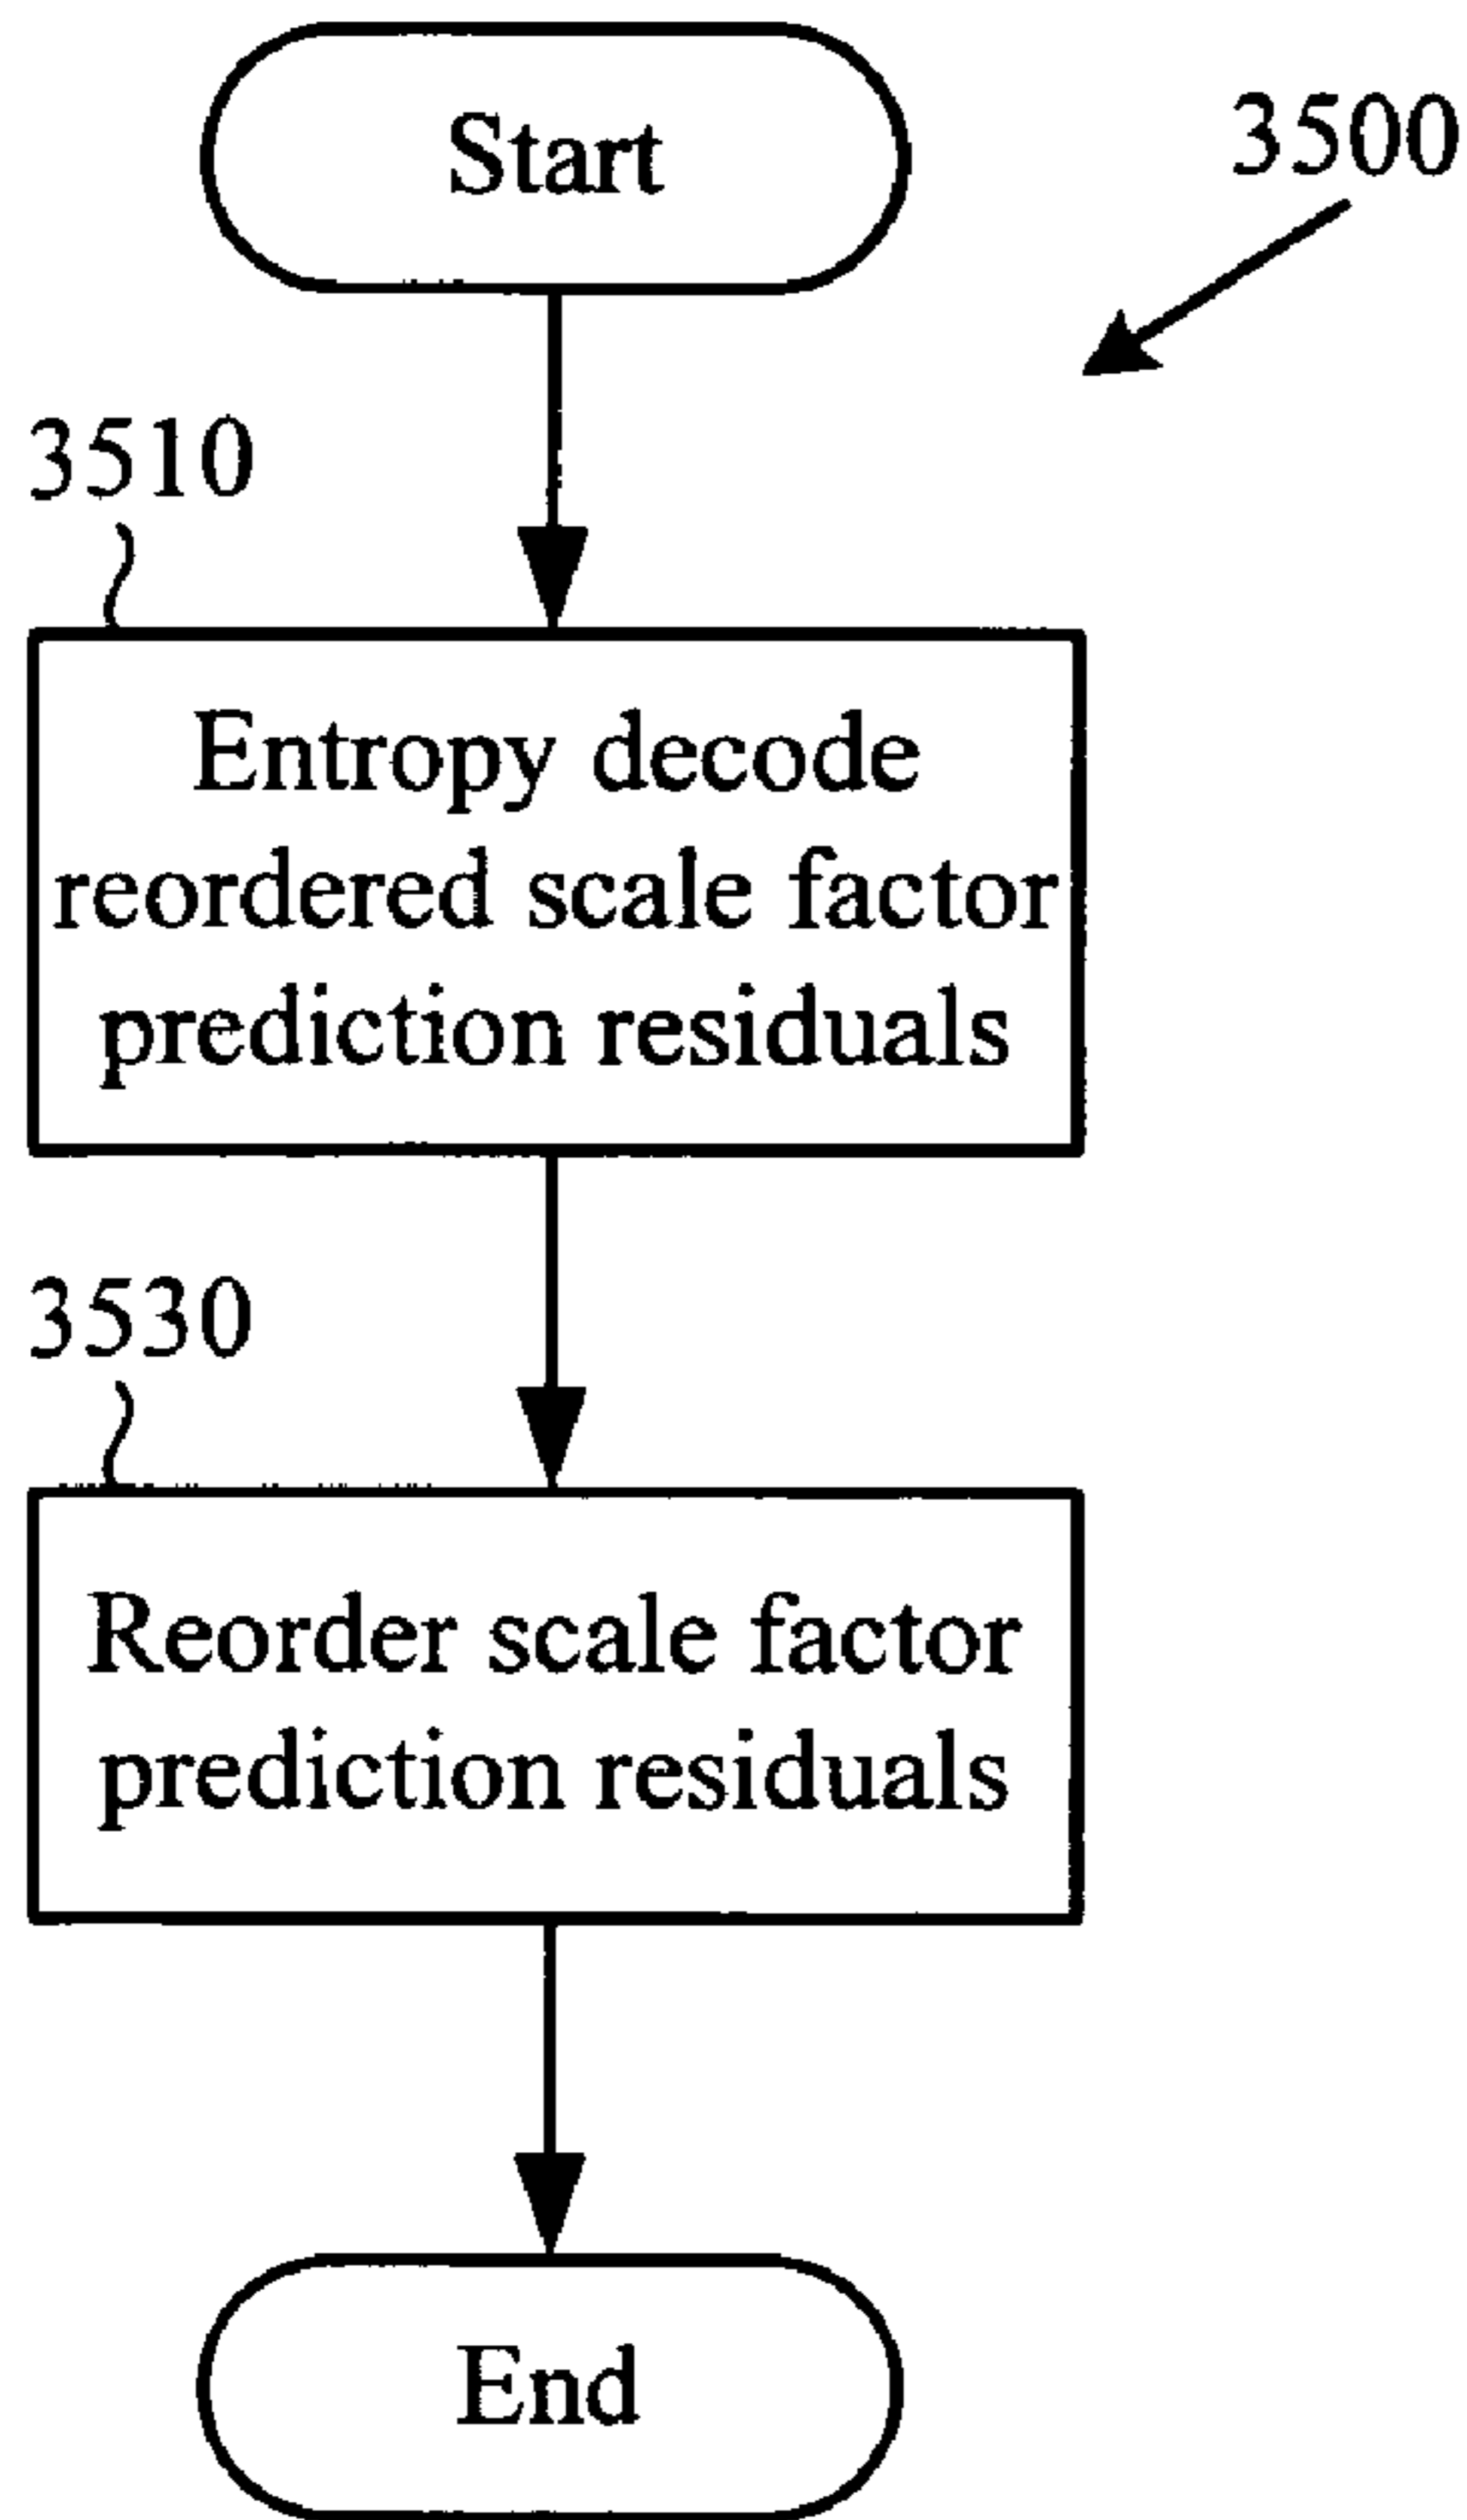 Start
3500
3510
Entropy decode
reordered scale factor
prediction residuals
3530
Reorder scale factor
prediction residuals
End